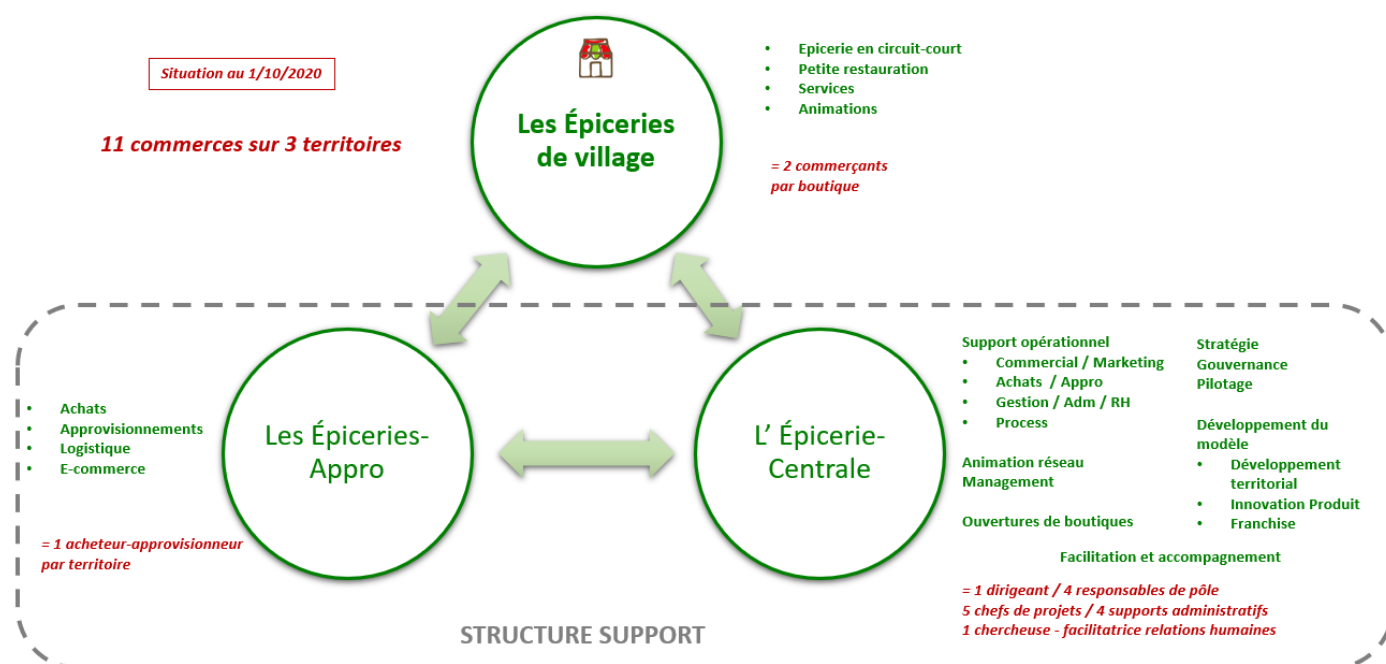 Situation au 1/10/2020
11 commerces sur 3 territoires
Les Épiceries
de village
• Epicerie en circuit-court
• Petite restauration
• Services
• Animations
= 2 commerçants
par boutique
• Achats
• Approvisionnements
• Logistique
• E-commerce
= 1 acheteur-approvisionneur
par territoire
Les Épiceries-
Appro
L’ Épicerie-
Centrale
Support opérationnel
• Commercial / Marketing
• Achats / Appro
• Gestion / Adm / RH
• Process
Animation réseau
Management
Ouvertures de boutiques
Stratégie
Gouvernance
Pilotage
Développement du
modèle
• Développement
territorial
• Innovation Produit
• Franchise
Facilitation et accompagnement
= 1 dirigeant / 4 responsables de pôle
5 chefs de projets / 4 supports administratifs
1 chercheuse - facilitatrice relations humaines
STRUCTURE SUPPORT